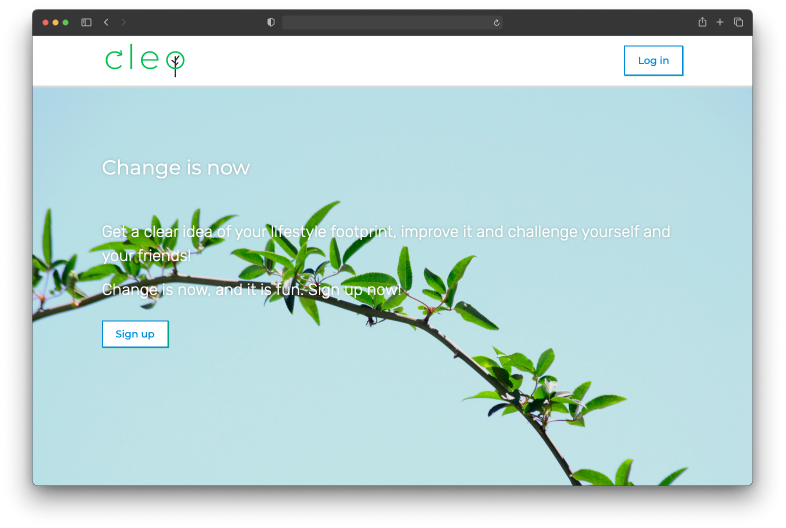 cleo
Log in
Change is now
Get a clear idea of your lifestyle footprint, improve it and challenge yourself and
your friends!
Change is now, and it is fun. Sign up now!
Sign up